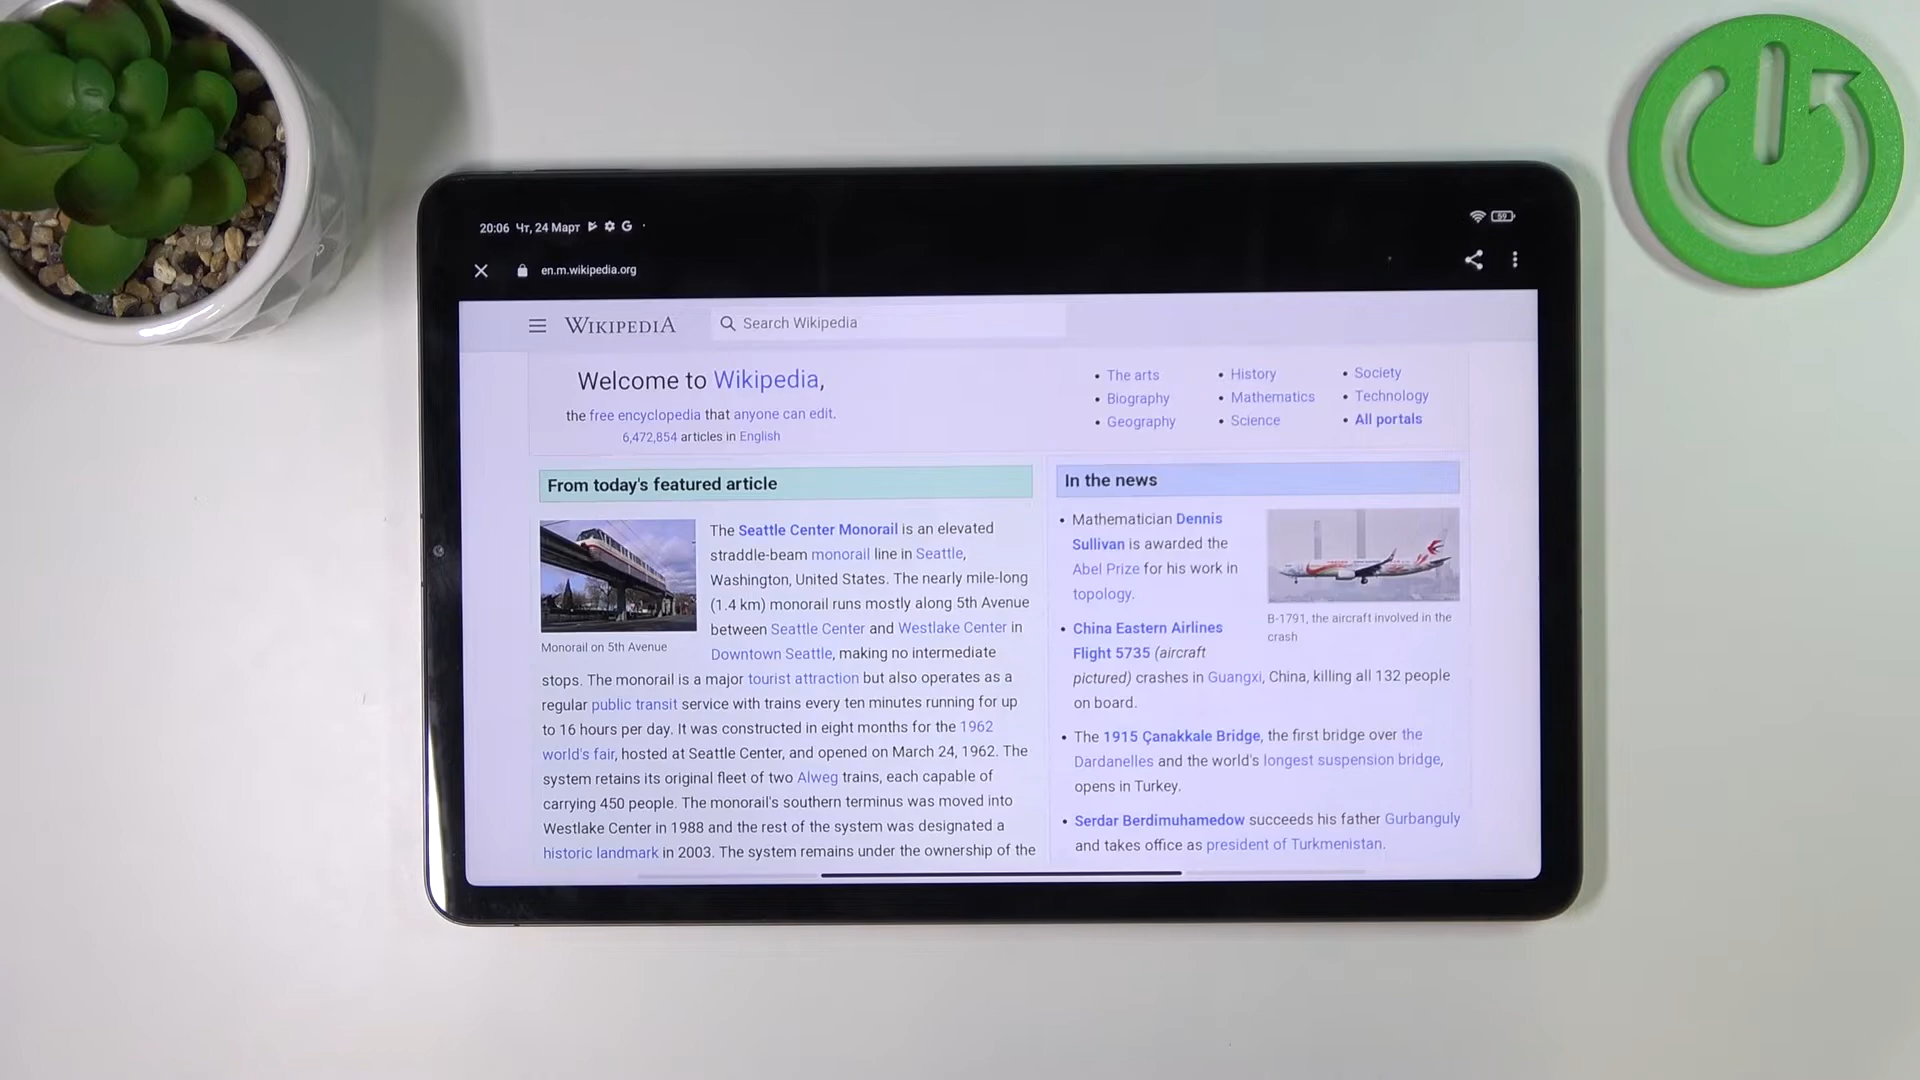 20:06 Чт, 24 Март
59
en.m.wikipedia.org
WIKIPEDIA
Search Wikipedia
Welcome to Wikipedia,
the free encyclopedia that anyone can edit.
6,472,854 articles in English
• The arts
• Biography
• Geography
• History
• Mathematics
• Science
• Society
• Technology
• All portals
From today's featured article
Monorail on 5th Avenue
The Seattle Center Monorail is an elevated
straddle-beam monorail line in Seattle,
Washington, United States. The nearly mile-long
(1.4 km) monorail runs mostly along 5th Avenue
between Seattle Center and Westlake Center in
Downtown Seattle, making no intermediate
stops. The monorail is a major tourist attraction but also operates as a
regular public transit service with trains every ten minutes running for up
to 16 hours per day. It was constructed in eight months for the 1962
world's fair, hosted at Seattle Center, and opened on March 24, 1962. The
system retains its original fleet of two Alweg trains, each capable of
carrying 450 people. The monorail's southern terminus was moved into
Westlake Center in 1988 and the rest of the system was designated a
historic landmark in 2003. The system remains under the ownership of the
In the news
• Mathematician Dennis
Sullivan is awarded the
Abel Prize for his work in
topology.
B-1791, the aircraft involved in the
crash
• China Eastern Airlines
Flight 5735 (aircraft
pictured) crashes in Guangxi, China, killing all 132 people
on board.
• The 1915 Çanakkale Bridge, the first bridge over the
Dardanelles and the world's longest suspension bridge,
opens in Turkey.
• Serdar Berdimuhamedow succeeds his father Gurbanguly
and takes office as president of Turkmenistan.